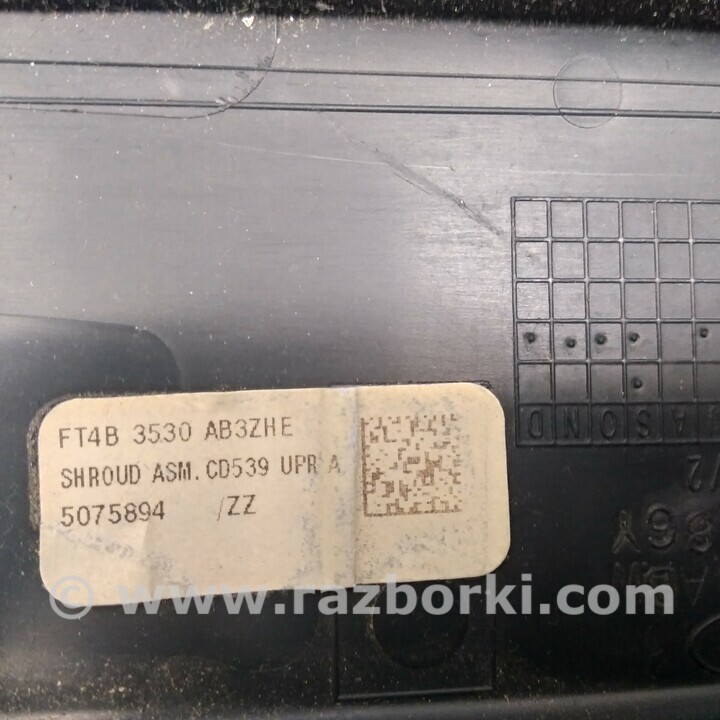 FT4B 3530 AB3ZHE
SHROUD ASM. CD539 UPR A
5075894 /ZZ
© www.razborki.com
A S O N D